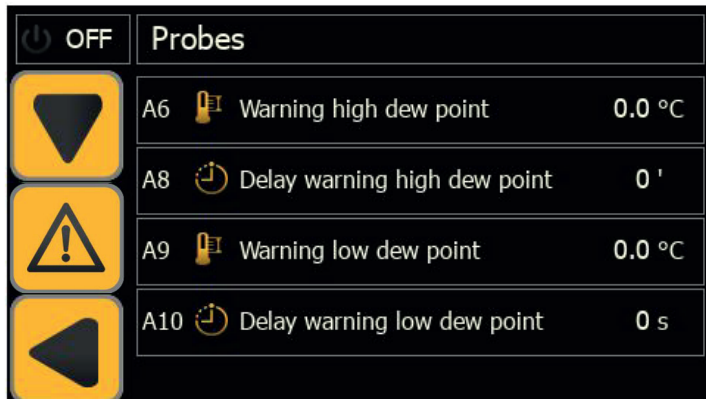 OFF Probes
A6 Warning high dew point 0.0 °C
A8 Delay warning high dew point 0 '
A9 Warning low dew point 0.0 °C
A10 Delay warning low dew point 0 s